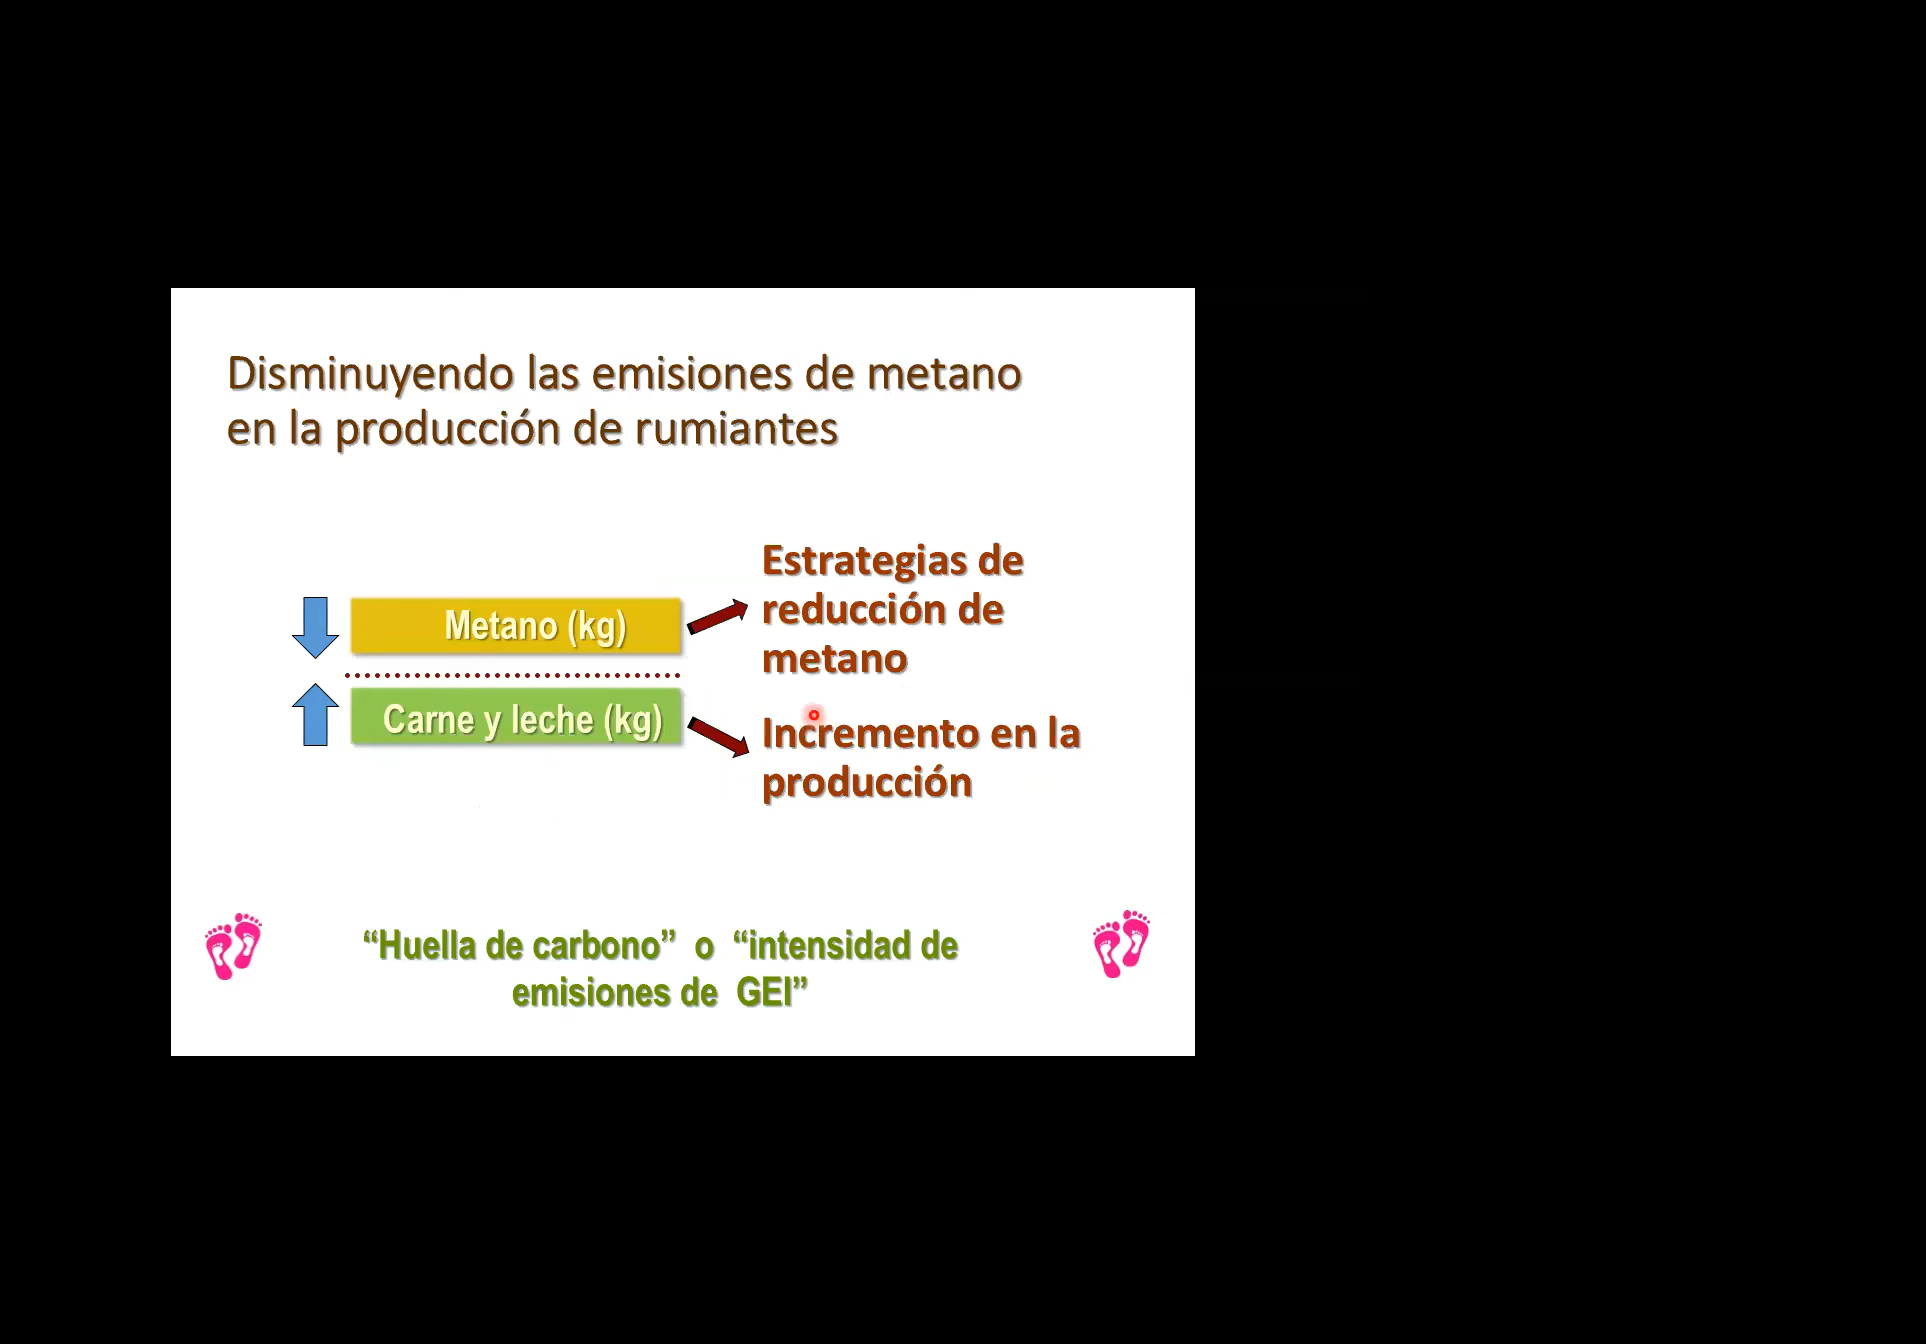 Disminuyendo las emisiones de metano
en la producción de rumiantes
Metano (kg)
Carne y leche (kg)
Estrategias de
reducción de
metano
Incremento en la
producción
“Huella de carbono” o “intensidad de
emisiones de GEI”